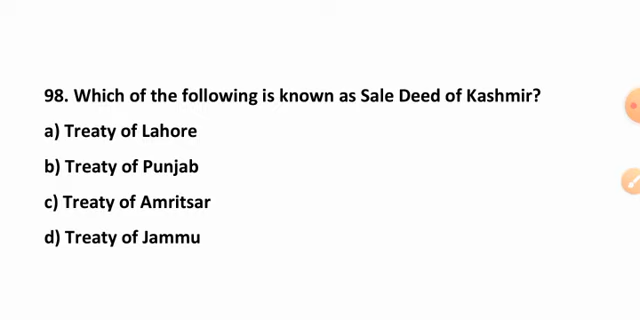 98. Which of the following is known as Sale Deed of Kashmir?
a) Treaty of Lahore
b) Treaty of Punjab
c) Treaty of Amritsar
d) Treaty of Jammu